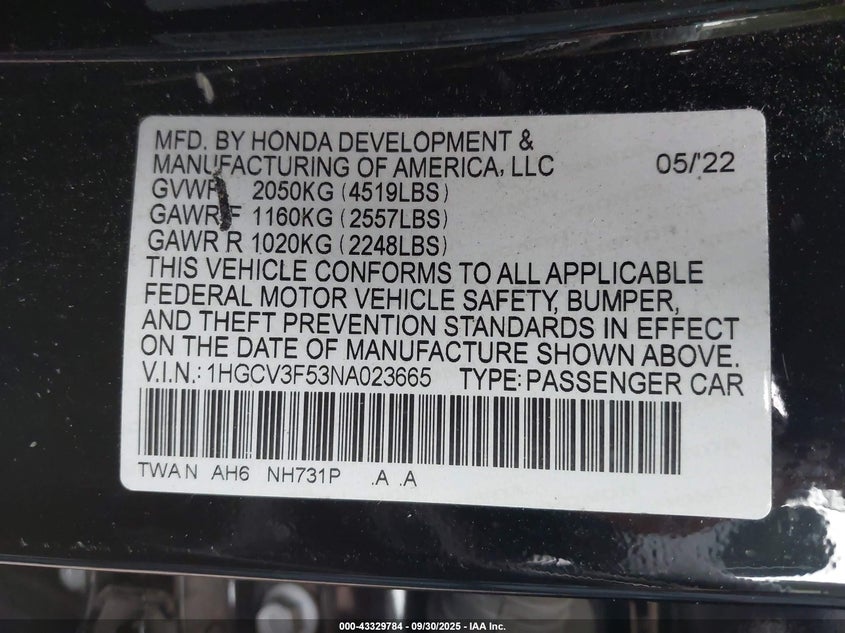 MFD. BY HONDA DEVELOPMENT &
MANUFACTURING OF AMERICA, LLC 05/'22
GVWR 2050KG (4519LBS)
GAWR F 1160KG (2557LBS)
GAWR R 1020KG (2248LBS)
THIS VEHICLE CONFORMS TO ALL APPLICABLE
FEDERAL MOTOR VEHICLE SAFETY, BUMPER,
AND THEFT PREVENTION STANDARDS IN EFFECT
ON THE DATE OF MANUFACTURE SHOWN ABOVE.
V.I.N.: 1HGCV3F53NA023665 TYPE: PASSENGER CAR
TWA N AH6 NH731P .A .A
000-43329784 - 09/30/2025 - IAA Inc.